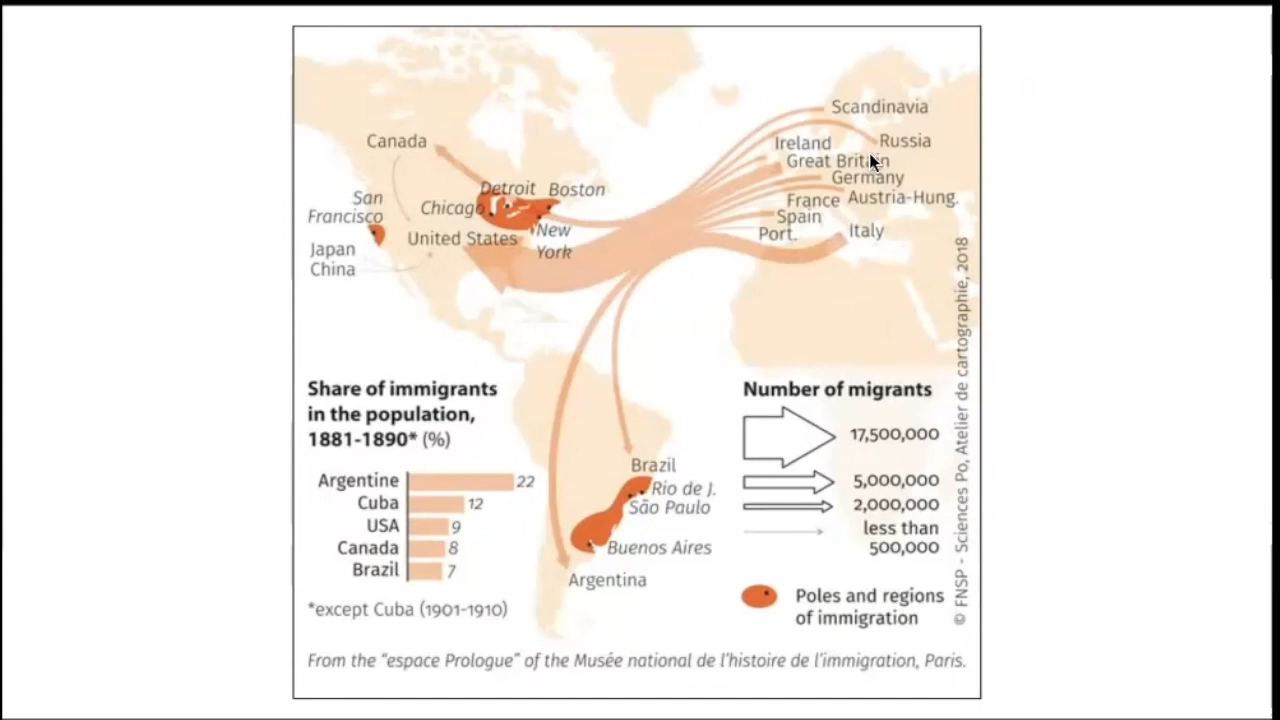 Scandinavia
Canada
Ireland
Russia
Great Britain
Germany
San
Francisco
Detroit
Boston
Chicago
France
Austria-Hung.
Spain
Port.
Italy
United States
New
York
Japan
China
Share of immigrants
in the population,
1881-1890* (%)
Argentine 22
Cuba 12
USA 9
Canada 8
Brazil 7
*except Cuba (1901-1910)
Brazil
Rio de J.
São Paulo
Buenos Aires
Argentina
Number of migrants
17,500,000
5,000,000
2,000,000
less than
500,000
Poles and regions
of immigration
© FNSP - Sciences Po, Atelier de cartographie, 2018
From the “espace Prologue” of the Musée national de l’histoire de l’immigration, Paris.